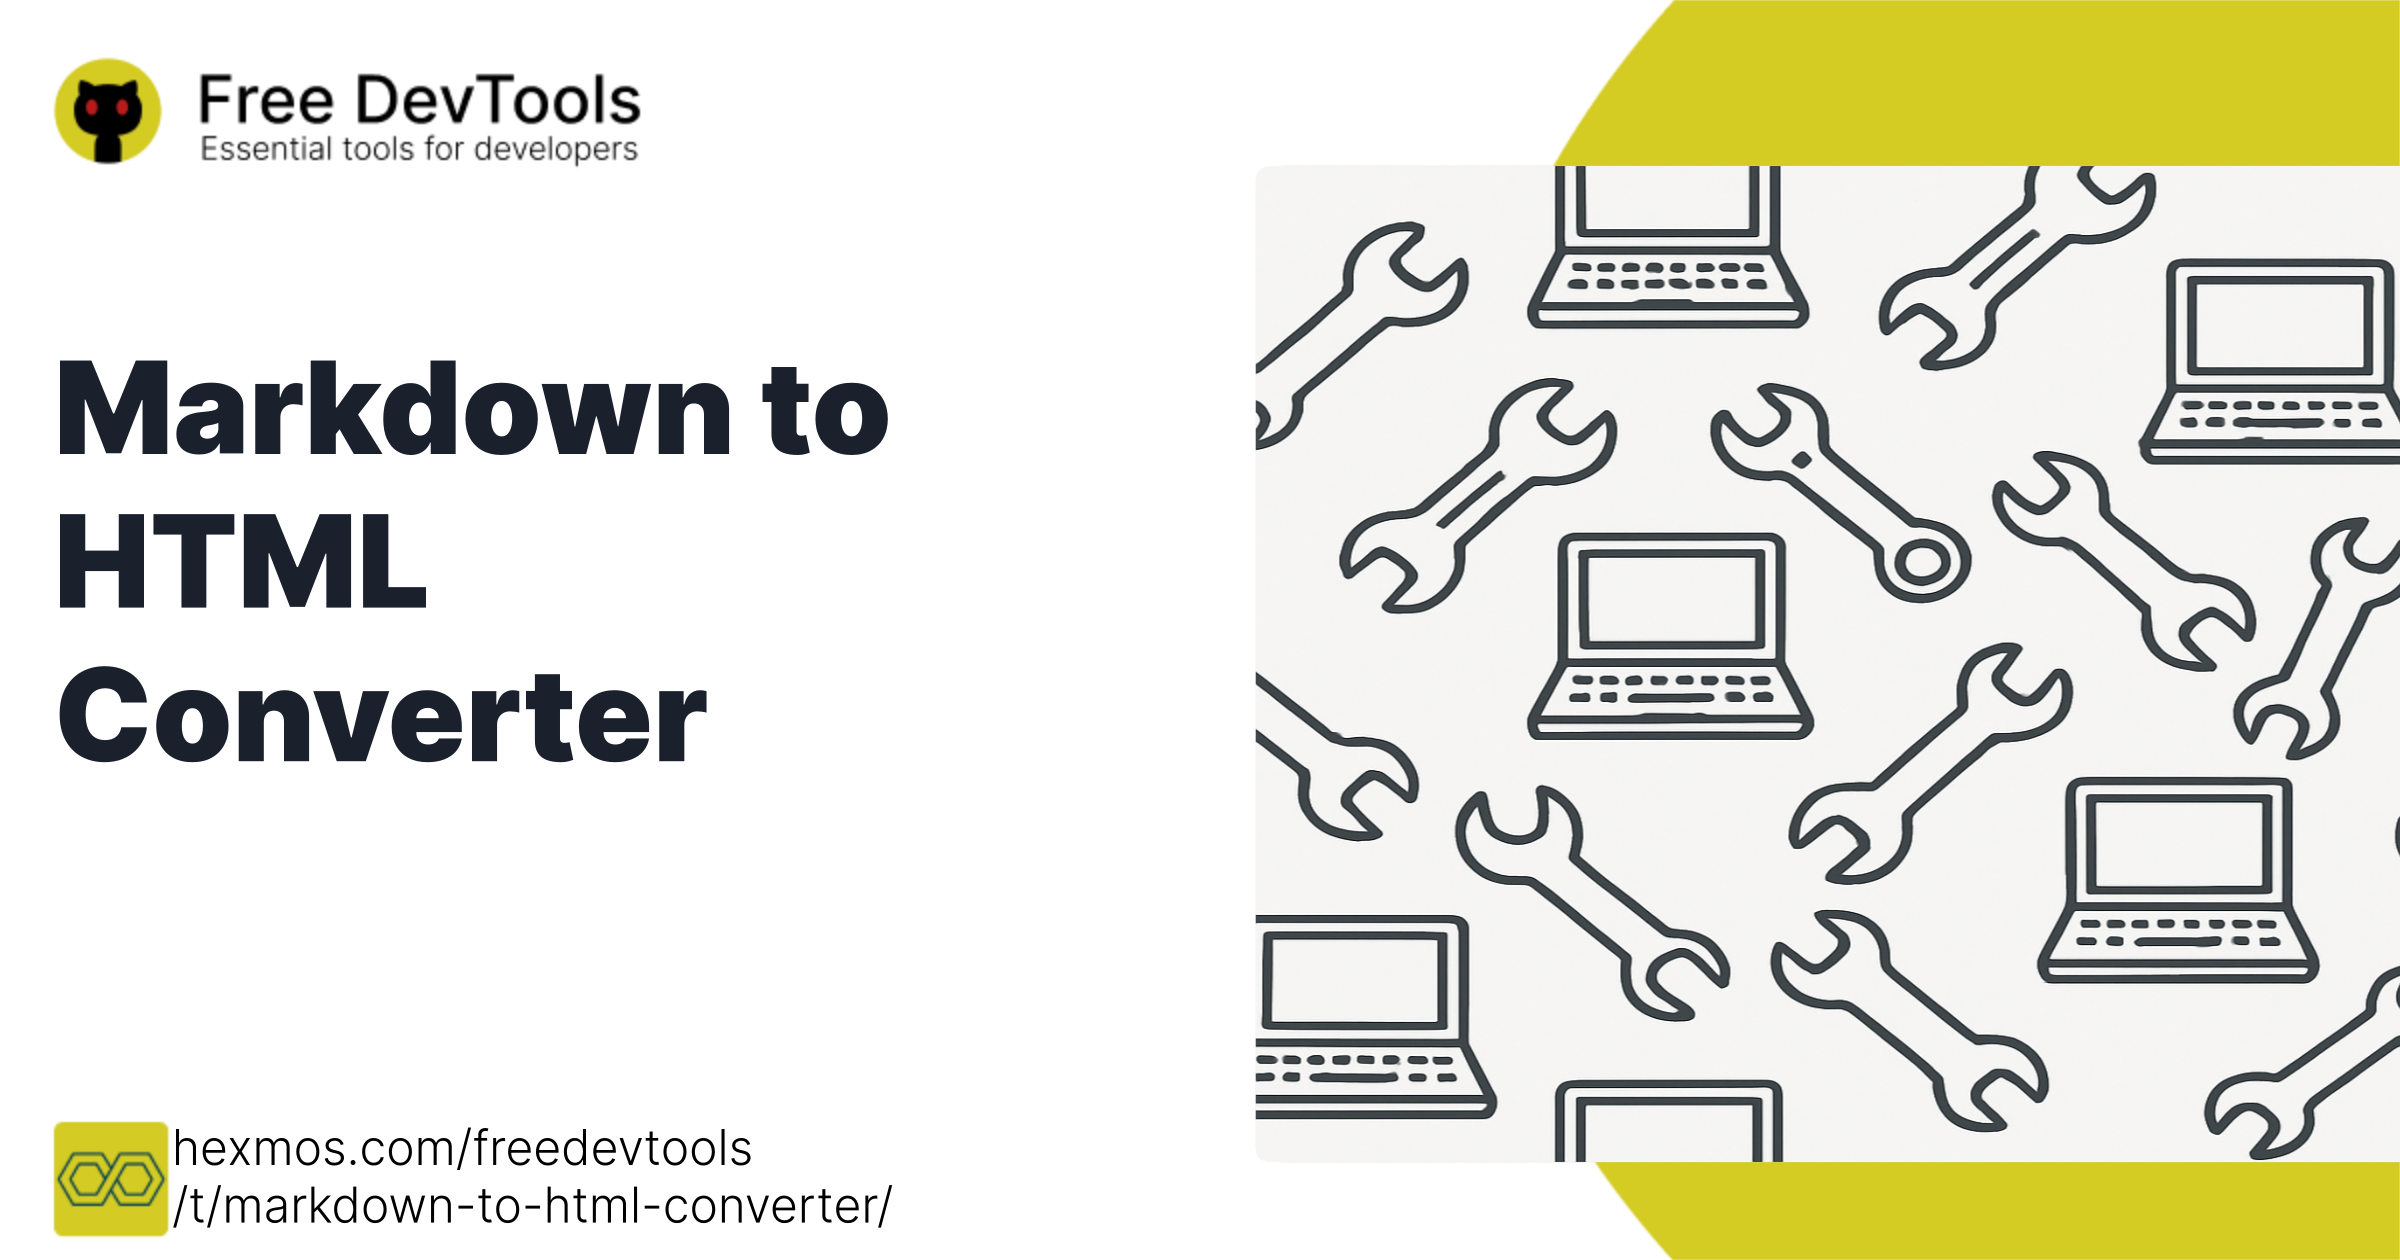 Free DevTools
Essential tools for developers
Markdown to
HTML
Converter
hexmos.com/freedevtools
/t/markdown-to-html-converter/